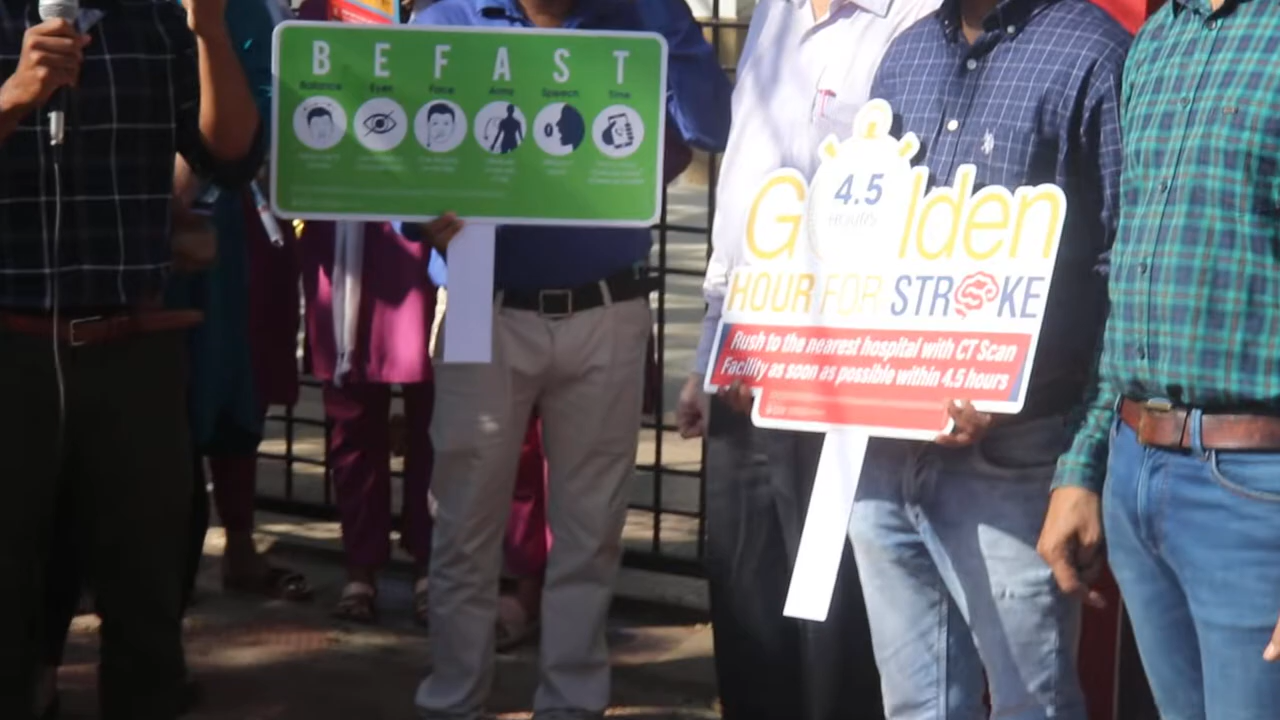 B E F A S T
Balance Eyes Face Arms Speech Time
4.5
HOURS
Golden
HOUR FOR STROKE
Rush to the nearest hospital with CT Scan
Facility as soon as possible within 4.5 hours